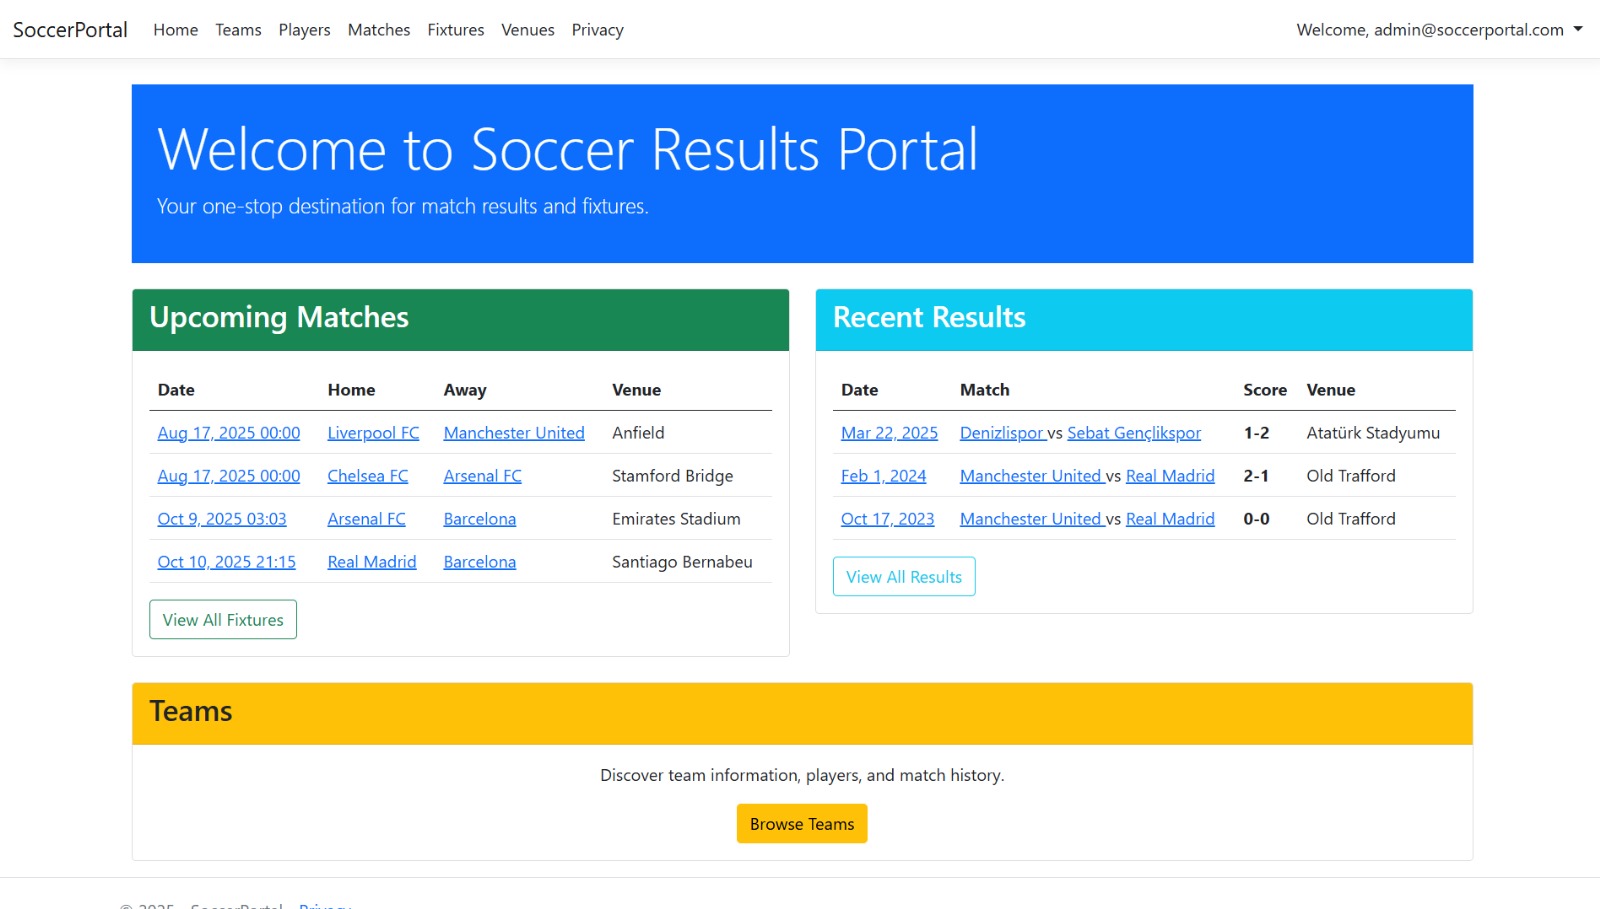 SoccerPortal Home Teams Players Matches Fixtures Venues Privacy Welcome, admin@soccerportal.com
Welcome to Soccer Results Portal
Your one-stop destination for match results and fixtures.
Upcoming Matches
Date Home Away Venue
Aug 17, 2025 00:00 Liverpool FC Manchester United Anfield
Aug 17, 2025 00:00 Chelsea FC Arsenal FC Stamford Bridge
Oct 9, 2025 03:03 Arsenal FC Barcelona Emirates Stadium
Oct 10, 2025 21:15 Real Madrid Barcelona Santiago Bernabeu
View All Fixtures
Recent Results
Date Match Score Venue
Mar 22, 2025 Denizlispor vs Sebat Gençlikspor 1-2 Atatürk Stadyumu
Feb 1, 2024 Manchester United vs Real Madrid 2-1 Old Trafford
Oct 17, 2023 Manchester United vs Real Madrid 0-0 Old Trafford
View All Results
Teams
Discover team information, players, and match history.
Browse Teams
© 2025 - SoccerPortal - Privacy